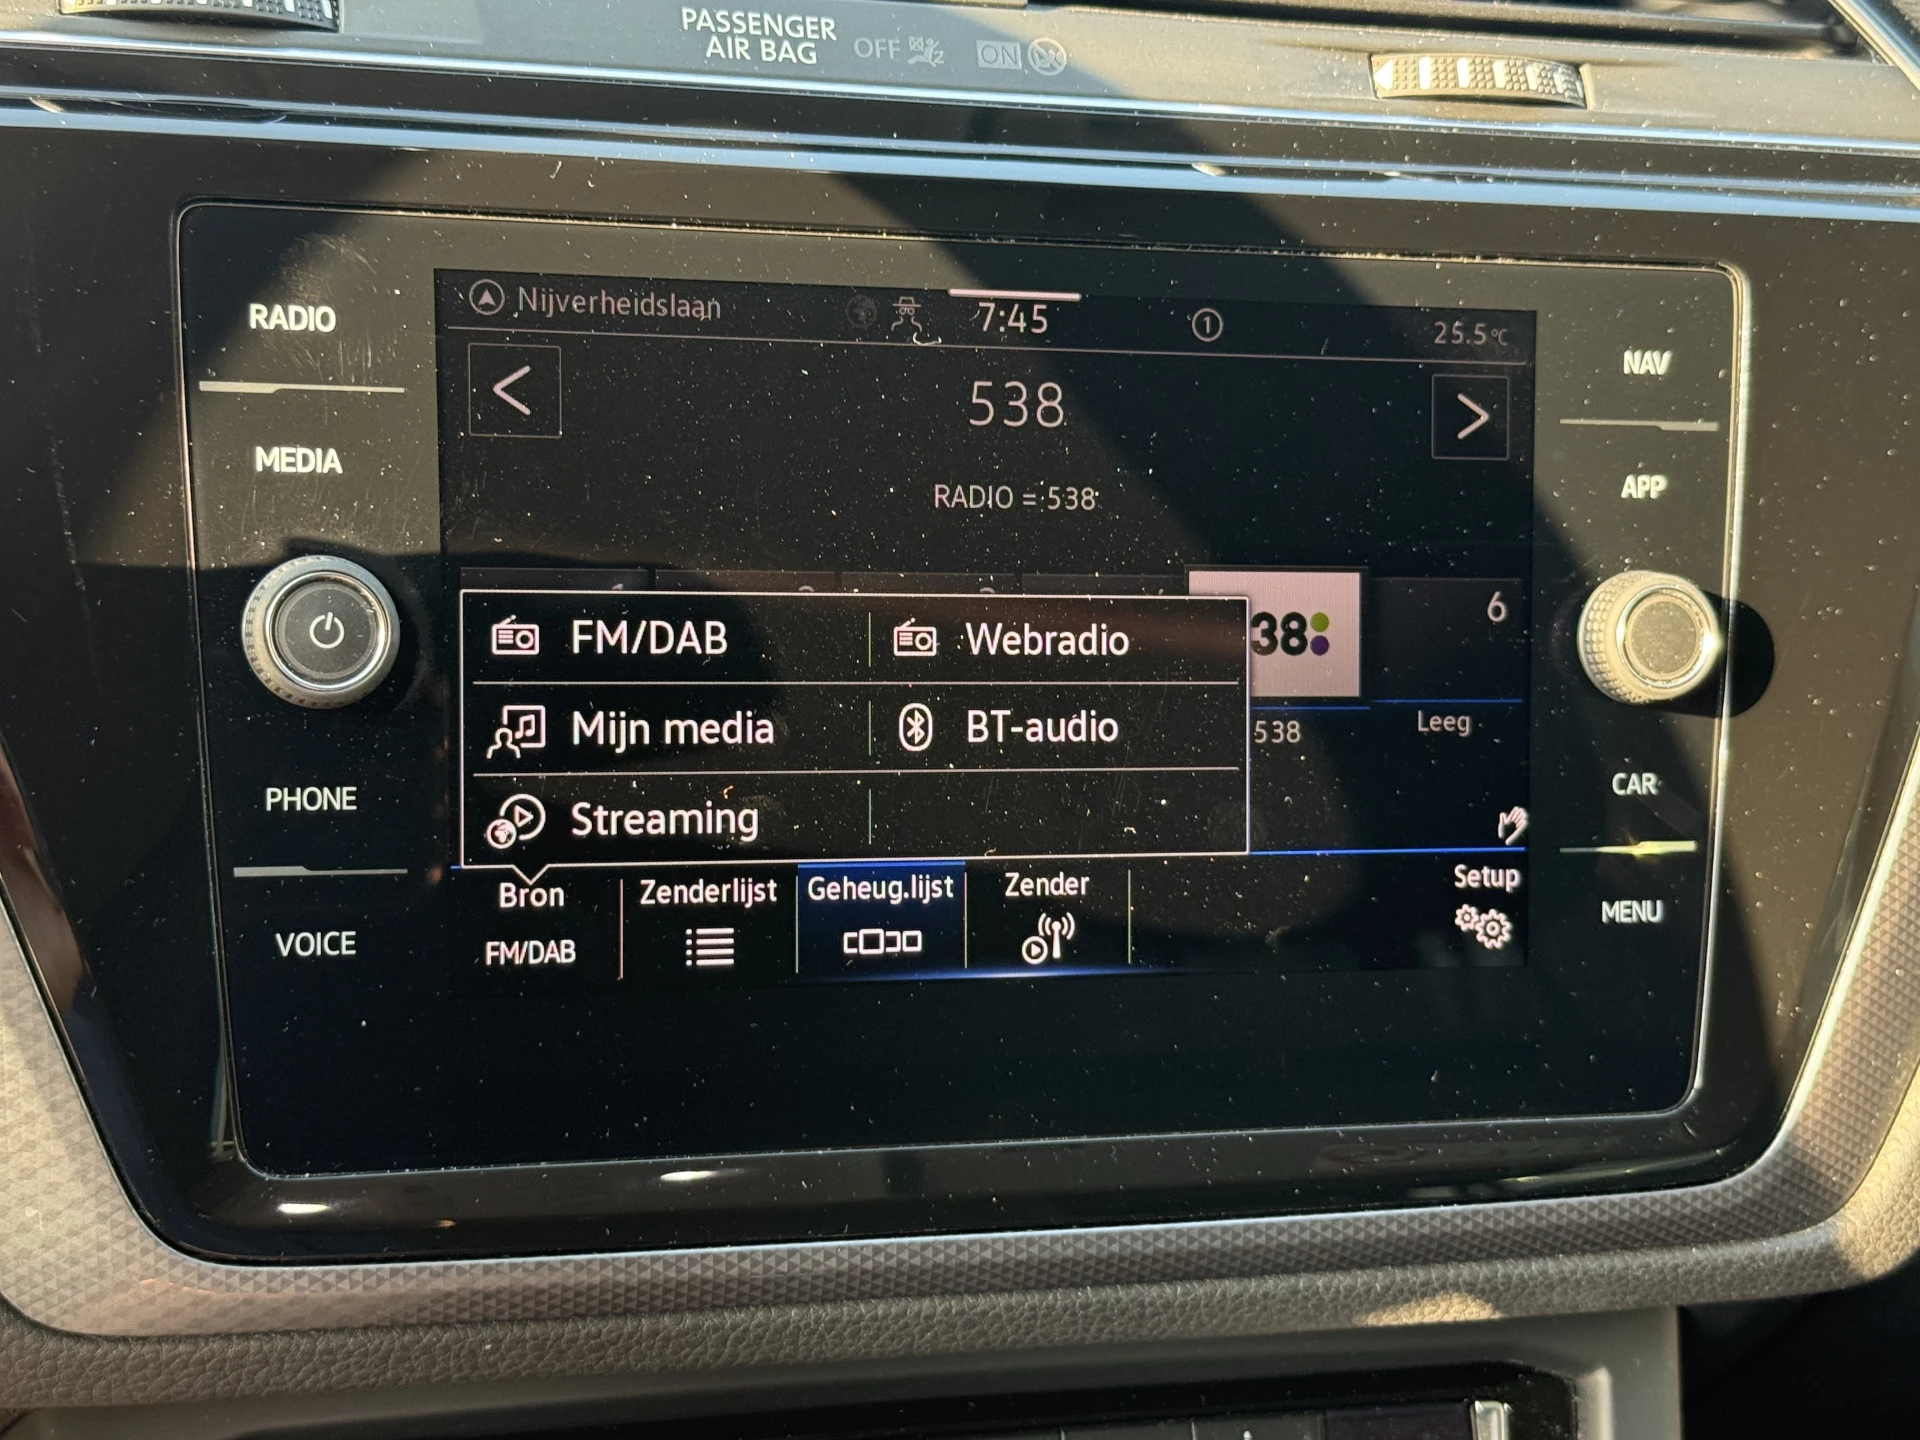 PASSENGER
AIR BAG OFF ON
RADIO
MEDIA
PHONE
VOICE
Nijverheidslaan 7:45 1 25.5°C
< 538 >
RADIO = 538
6
38
FM/DAB Webradio
Mijn media BT-audio
Streaming
538 Leeg
Bron Zenderlijst Geheug.lijst Zender Setup
FM/DAB
NAV
APP
CAR
MENU